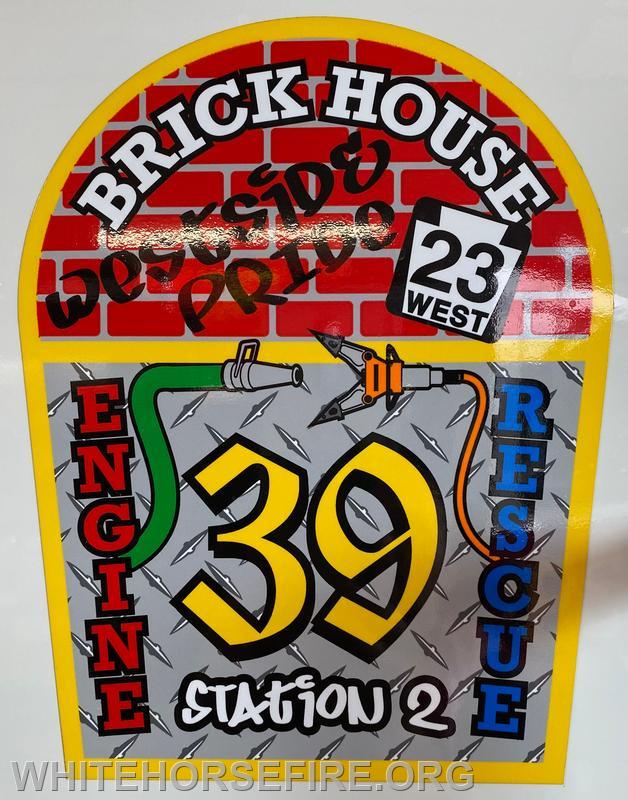 BRICK HOUSE
WESTSIDE
PRIDE
23
WEST
ENGINE
RESCUE
39
STATION 2
WHITEHORSEFIRE.ORG